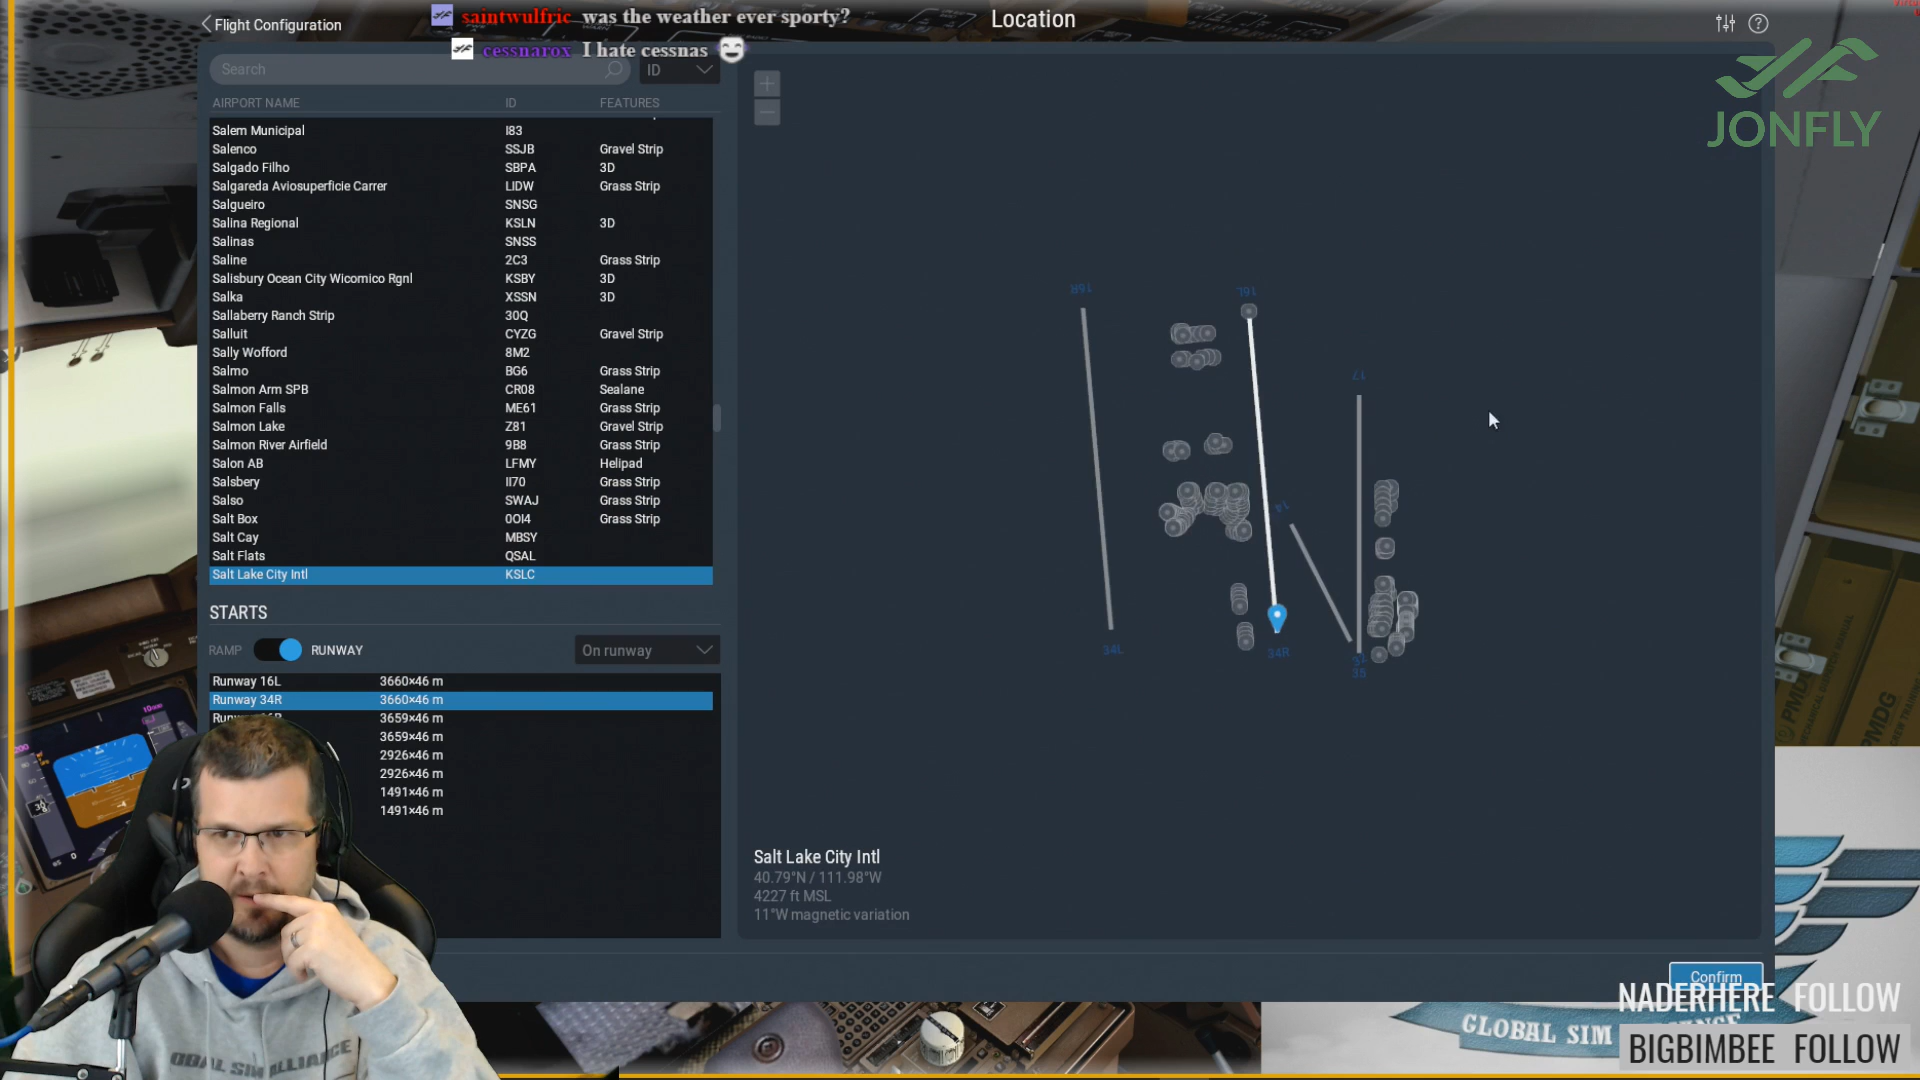 Flight Configuration
saintwulfric was the weather ever sporty?
cessnarox I hate cessnas
Location
JONFLY
Search
ID
AIRPORT NAME ID FEATURES
Salem Municipal I83
Salenco SSJB Gravel Strip
Salgado Filho SBPA 3D
Salgareda Aviosuperficie Carrer LIDW Grass Strip
Salgueiro SNSG
Salina Regional KSLN 3D
Salinas SNSS
Saline 2C3 Grass Strip
Salisbury Ocean City Wicomico Rgnl KSBY 3D
Salka XSSN 3D
Sallaberry Ranch Strip 30Q
Salluit CYZG Gravel Strip
Sally Wofford 8M2
Salmo BG6 Grass Strip
Salmon Arm SPB CR08 Sealane
Salmon Falls ME61 Grass Strip
Salmon Lake Z81 Gravel Strip
Salmon River Airfield 9B8 Grass Strip
Salon AB LFMY Helipad
Salsbery II70 Grass Strip
Salso SWAJ Grass Strip
Salt Box 0OI4 Grass Strip
Salt Cay MBSY
Salt Flats QSAL
Salt Lake City Intl KSLC
STARTS
RAMP RUNWAY On runway
Runway 16L 3660×46 m
Runway 34R 3660×46 m
3659×46 m
3659×46 m
2926×46 m
2926×46 m
1491×46 m
1491×46 m
16R
16L
17
14
34L
34R
35
Salt Lake City Intl
40.79°N / 111.98°W
4227 ft MSL
11°W magnetic variation
Confirm
NADERHERE FOLLOW
GLOBAL SIM
BIGBIMBEE FOLLOW
PMDG